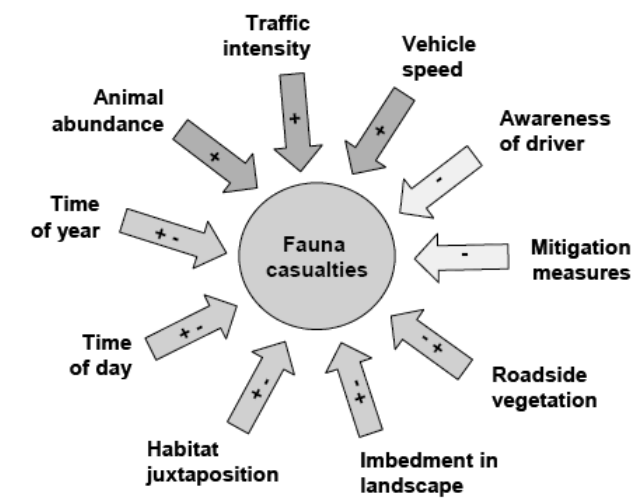 Traffic
intensity
+
Vehicle
speed
+
Awareness
of driver
-
Mitigation
measures
-
Roadside
vegetation
- +
Imbedment in
landscape
+ -
Habitat
juxtaposition
+ -
Time
of day
+ -
Time
of year
+ -
Animal
abundance
+
Fauna
casualties